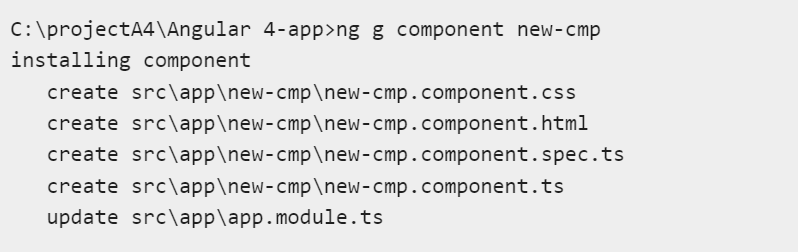 C:\projectA4\Angular 4-app>ng g component new-cmp
installing component
   create src\app\new-cmp\new-cmp.component.css
   create src\app\new-cmp\new-cmp.component.html
   create src\app\new-cmp\new-cmp.component.spec.ts
   create src\app\new-cmp\new-cmp.component.ts
   update src\app\app.module.ts